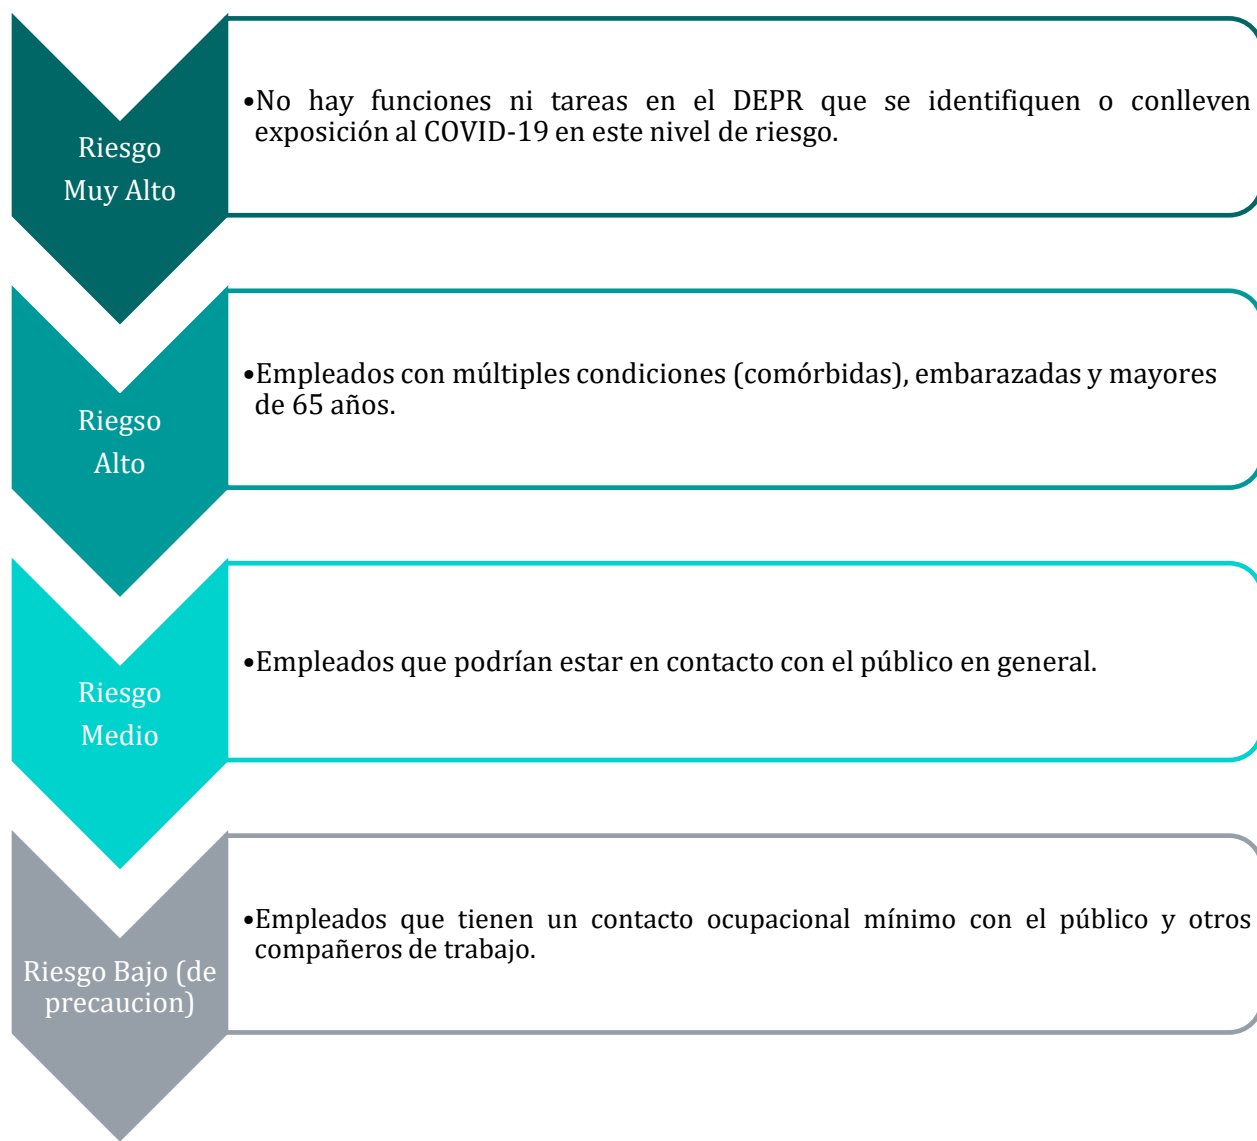 Riesgo
Muy Alto
•No hay funciones ni tareas en el DEPR que se identifiquen o conlleven
exposición al COVID-19 en este nivel de riesgo.
Riegso
Alto
•Empleados con múltiples condiciones (comórbidas), embarazadas y mayores
de 65 años.
Riesgo
Medio
•Empleados que podrían estar en contacto con el público en general.
Riesgo Bajo (de
precaucion)
•Empleados que tienen un contacto ocupacional mínimo con el público y otros
compañeros de trabajo.